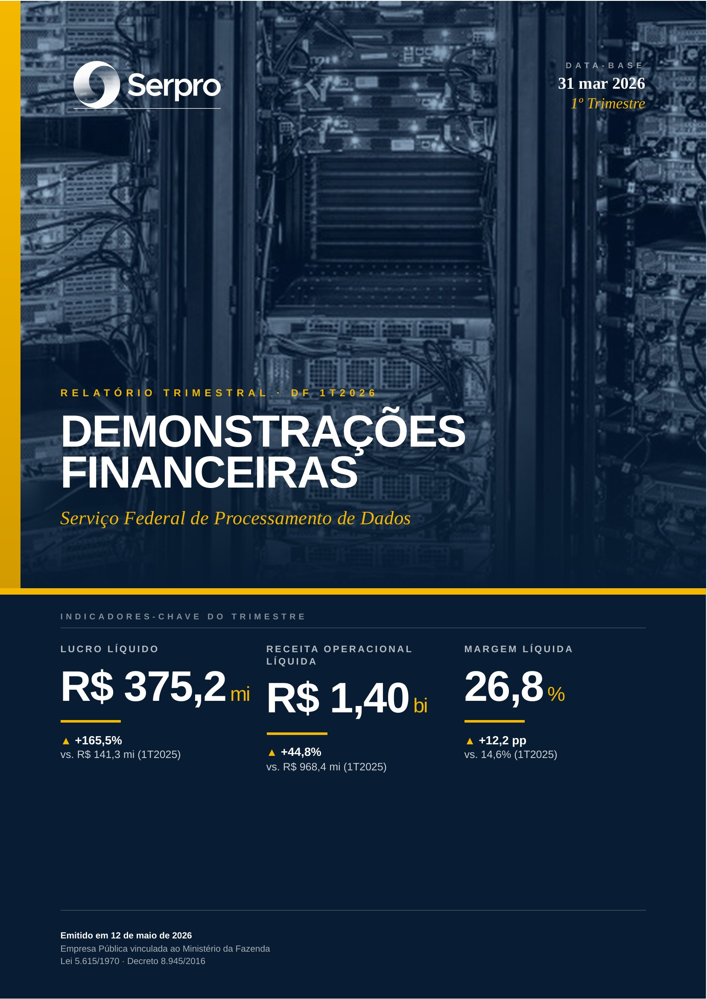 Serpro
DATA-BASE
31 mar 2026
1º Trimestre
RELATÓRIO TRIMESTRAL · DF 1T2026
DEMONSTRAÇÕES
FINANCEIRAS
Serviço Federal de Processamento de Dados
INDICADORES-CHAVE DO TRIMESTRE
LUCRO LÍQUIDO
R$ 375,2 mi
▲ +165,5%
vs. R$ 141,3 mi (1T2025)
RECEITA OPERACIONAL
LÍQUIDA
R$ 1,40 bi
▲ +44,8%
vs. R$ 968,4 mi (1T2025)
MARGEM LÍQUIDA
26,8 %
▲ +12,2 pp
vs. 14,6% (1T2025)
Emitido em 12 de maio de 2026
Empresa Pública vinculada ao Ministério da Fazenda
Lei 5.615/1970 · Decreto 8.945/2016